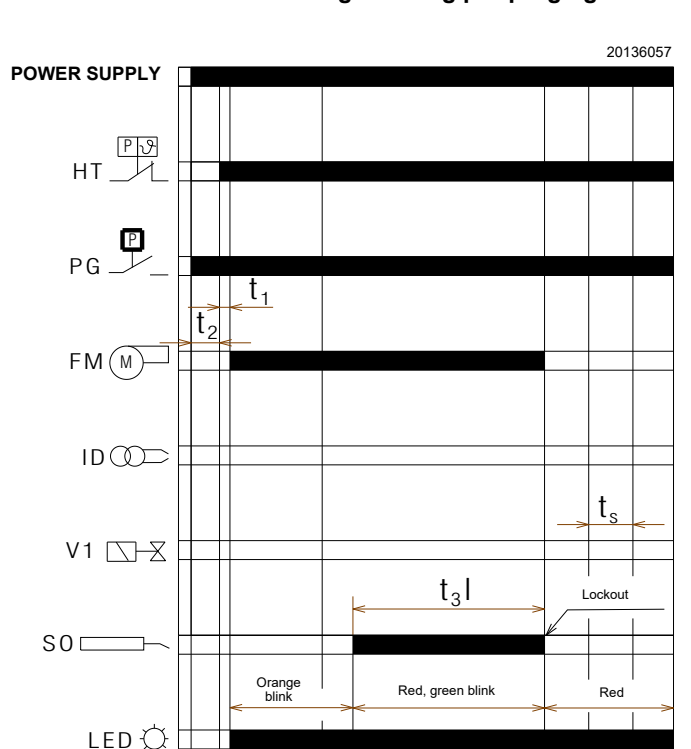 20136057
POWER SUPPLY
P ϑ
HT
P
PG
t1
t2
FM M
ID
ts
V1
t3l
Lockout
SO
Orange
blink
Red, green blink
Red
LED